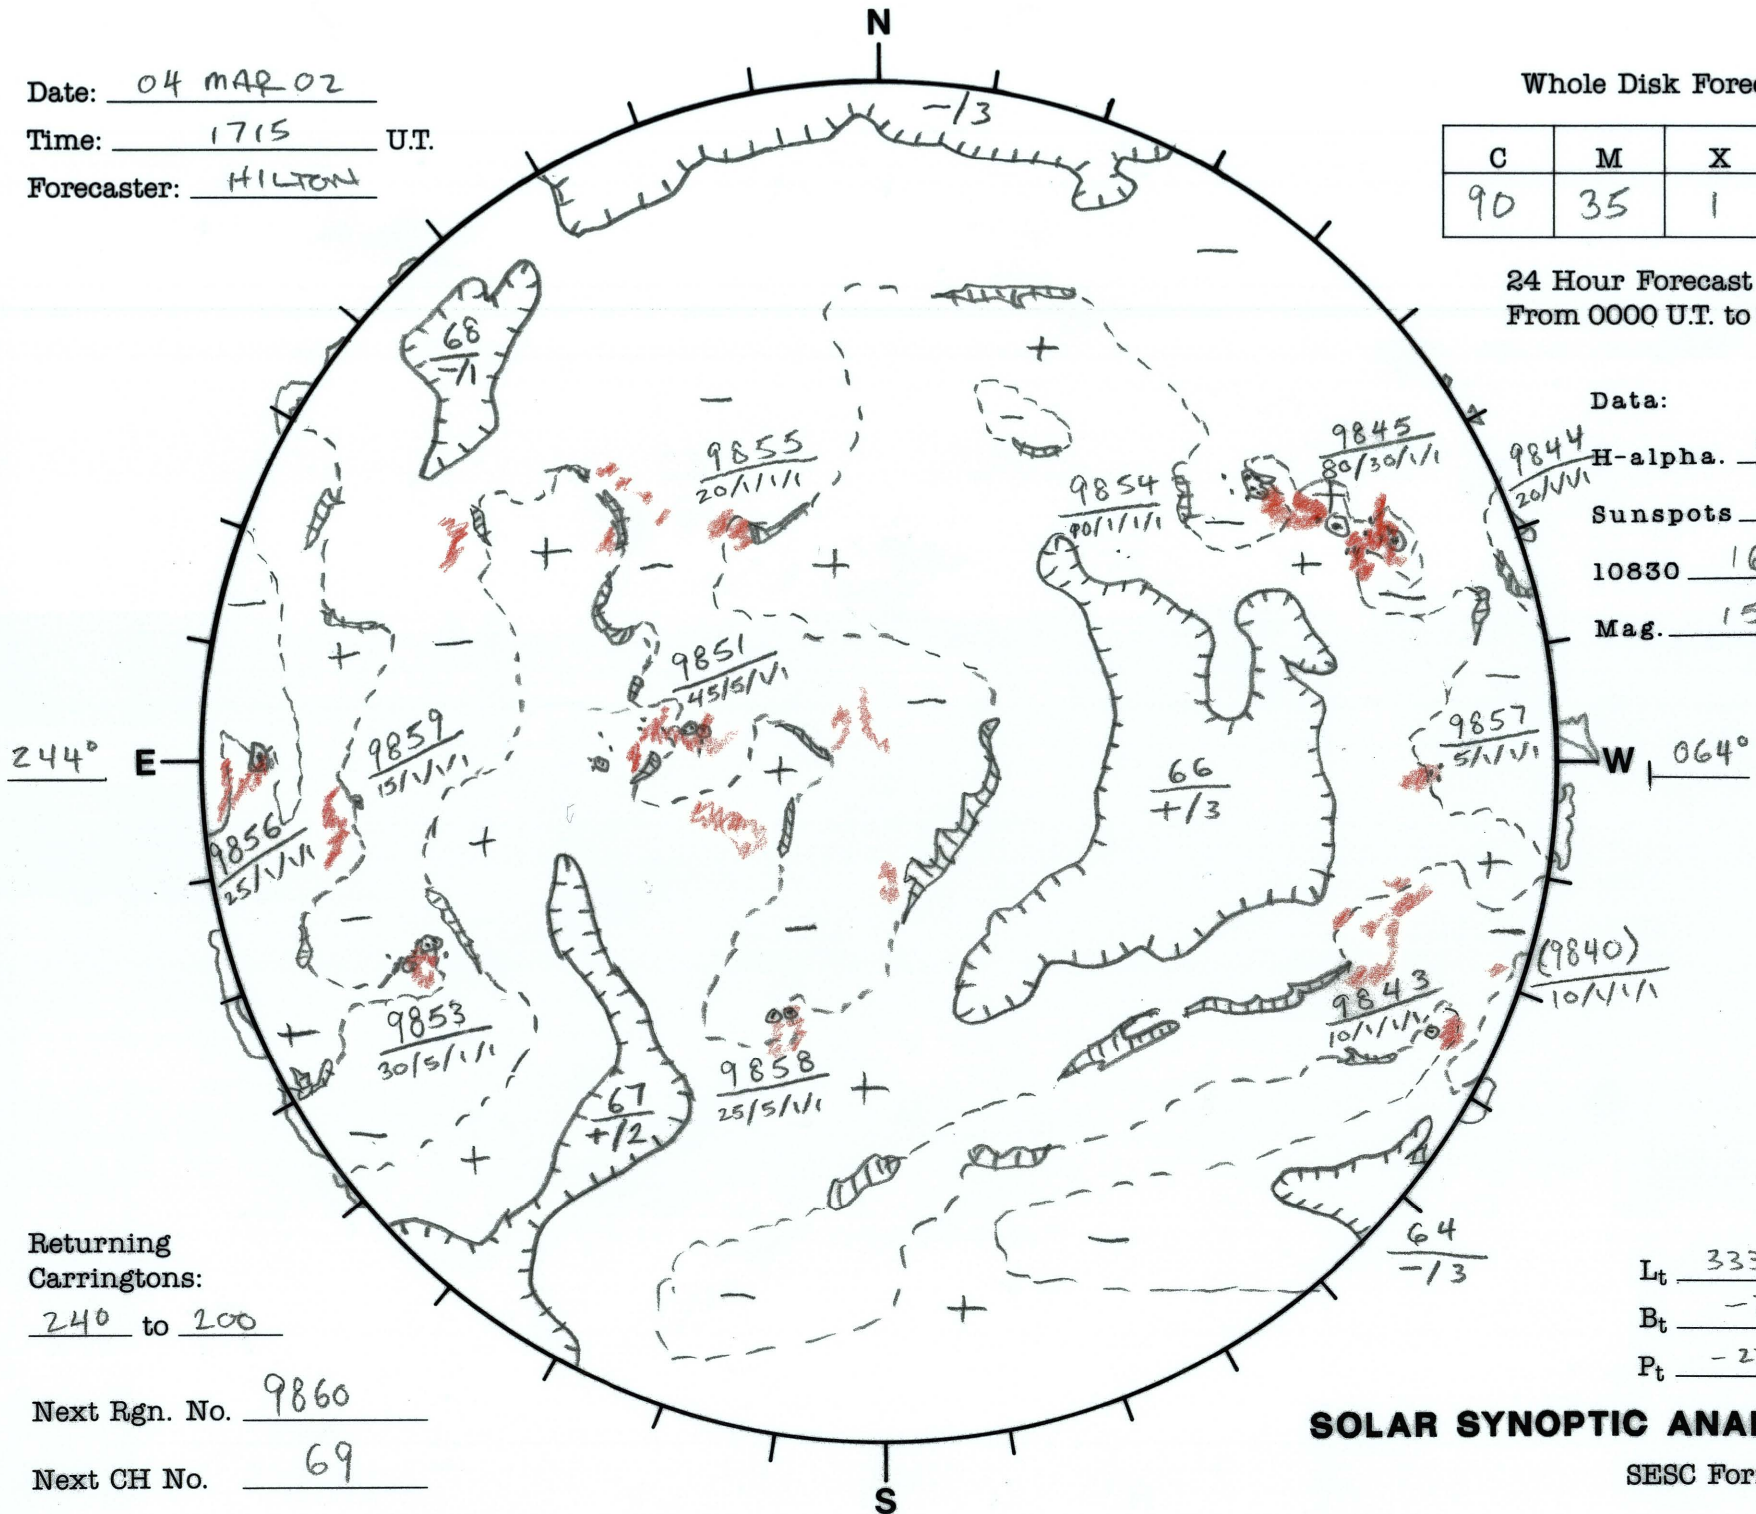 N
Date: 04 MAR 02
Time: 1715 U.T.
Forecaster: HILTON
Whole Disk Fore
C M X
90 35 1
24 Hour Forecast
From 0000 U.T. to
Data:
H-alpha.
Sunspots
10830 16
Mag. 15
-/3
68
-/1
9855
20/1/1/1
9845
80/30/1/1
9844
20/1/1/1
9854
90/1/1/1
9851
45/5/1/1
9859
15/1/1/1
9857
5/1/1/1
244° E
W 064°
66
+/3
9856
25/1/1/1
(9840)
10/1/1/1
9853
30/5/1/1
9843
10/1/1/1
9858
25/5/1/1
67
+/2
64
-/3
Returning
Carringtons:
240 to 200
Next Rgn. No. 9860
Next CH No. 69
Lt 333
Bt -
Pt -2
SOLAR SYNOPTIC ANA
SESC For
S